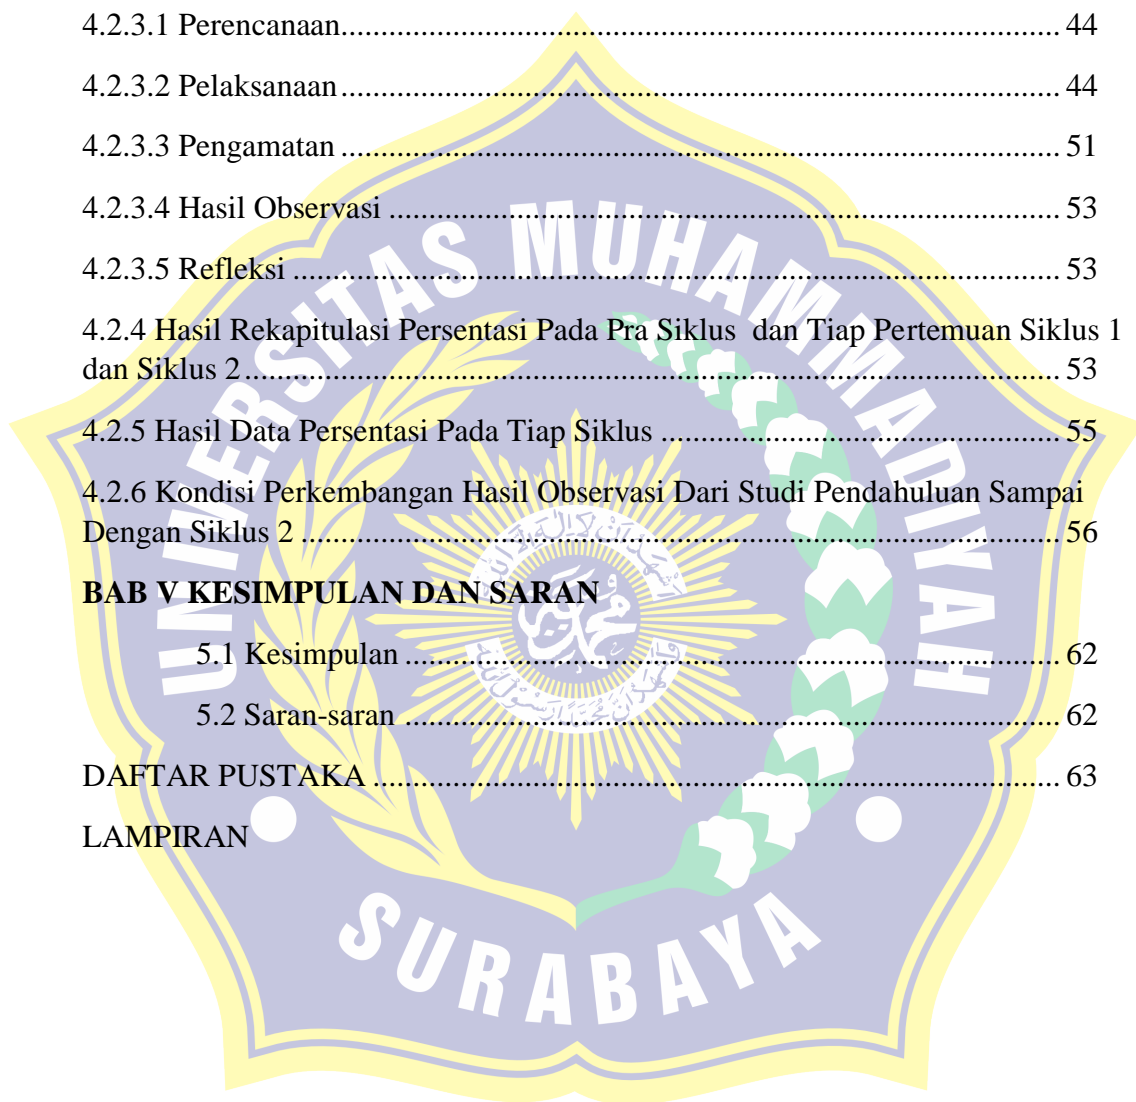 4.2.3.1 Perencanaan........................................................................................ 44
4.2.3.2 Pelaksanaan........................................................................................ 44
4.2.3.3 Pengamatan........................................................................................ 51
4.2.3.4 Hasil Observasi.................................................................................. 53
4.2.3.5 Refleksi.............................................................................................. 53
4.2.4 Hasil Rekapitulasi Persentasi Pada Pra Siklus dan Tiap Pertemuan Siklus 1
dan Siklus 2.................................................................................................... 53
4.2.5 Hasil Data Persentasi Pada Tiap Siklus.................................................. 55
4.2.6 Kondisi Perkembangan Hasil Observasi Dari Studi Pendahuluan Sampai
Dengan Siklus 2............................................................................................. 56
BAB V KESIMPULAN DAN SARAN
5.1 Kesimpulan................................................................................ 62
5.2 Saran-saran................................................................................ 62
DAFTAR PUSTAKA.................................................................................... 63
LAMPIRAN
UNIVERSITAS MUHAMMADIYAH
SURABAYA